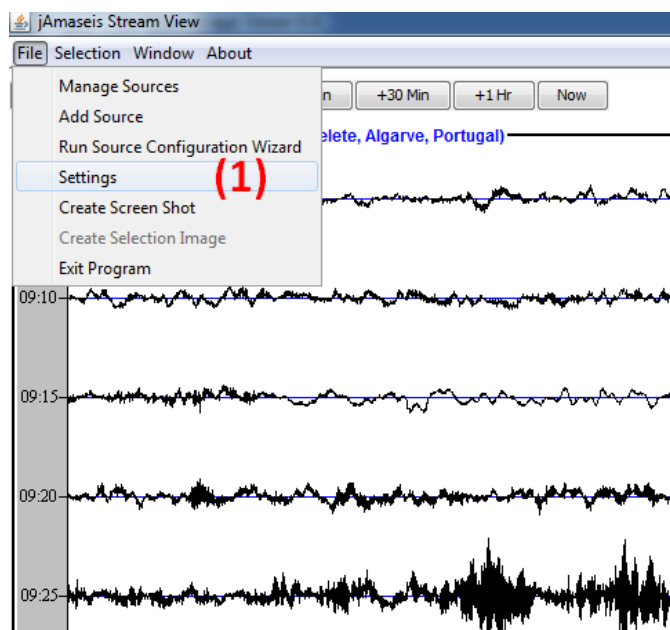 jAmaseis Stream View
File Selection Window About
Manage Sources
n +30 Min +1 Hr Now
Add Source
elete, Algarve, Portugal)
Run Source Configuration Wizard
Settings (1)
Create Screen Shot
Create Selection Image
Exit Program
09:10
09:15
09:20
09:25